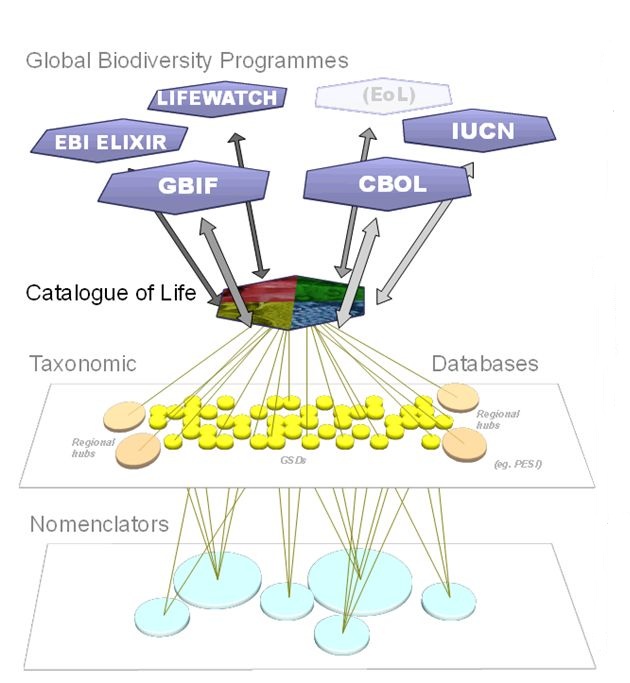 Global Biodiversity Programmes
LIFEWATCH
(EoL)
EBI ELIXIR
IUCN
GBIF
CBOL
Catalogue of Life
Taxonomic
Databases
Regional
hubs
Regional
hubs
GSDs
(eg. PESI)
Nomenclators